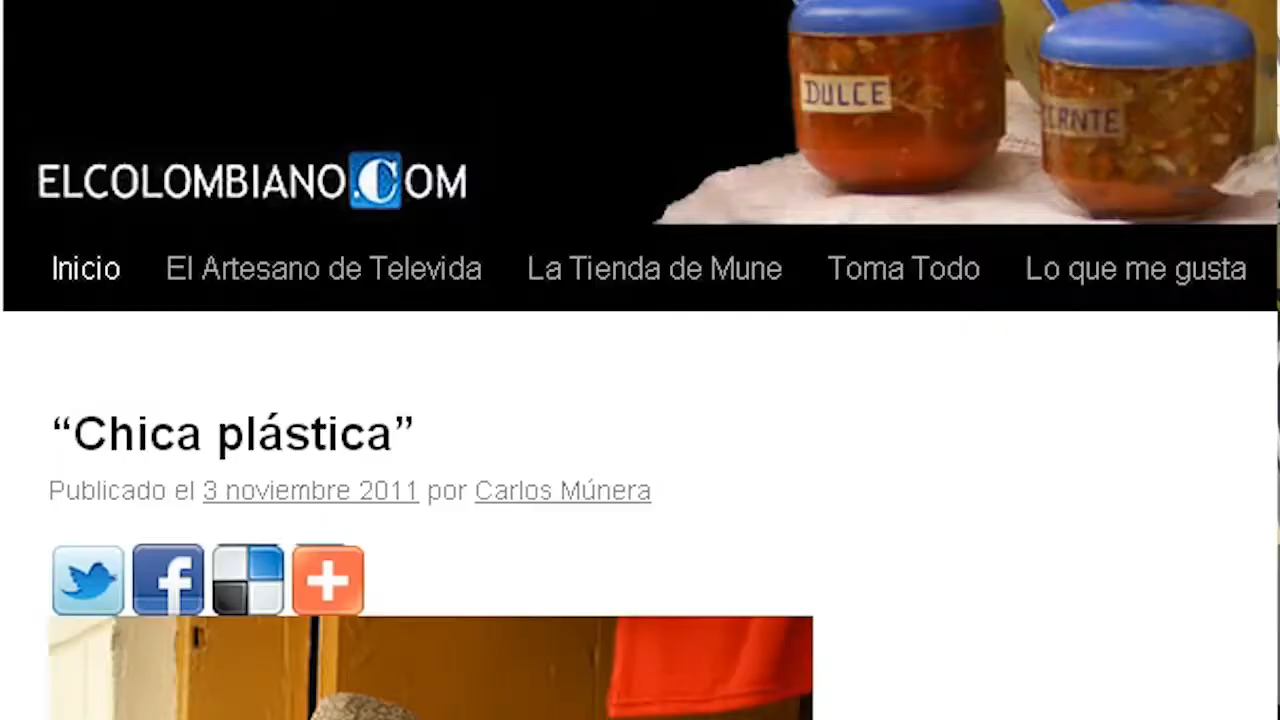 DULCE
ELCOLOMBIANO.COM
Inicio El Artesano de Televida La Tienda de Mune Toma Todo Lo que me gusta
“Chica plástica”
Publicado el 3 noviembre 2011 por Carlos Múnera